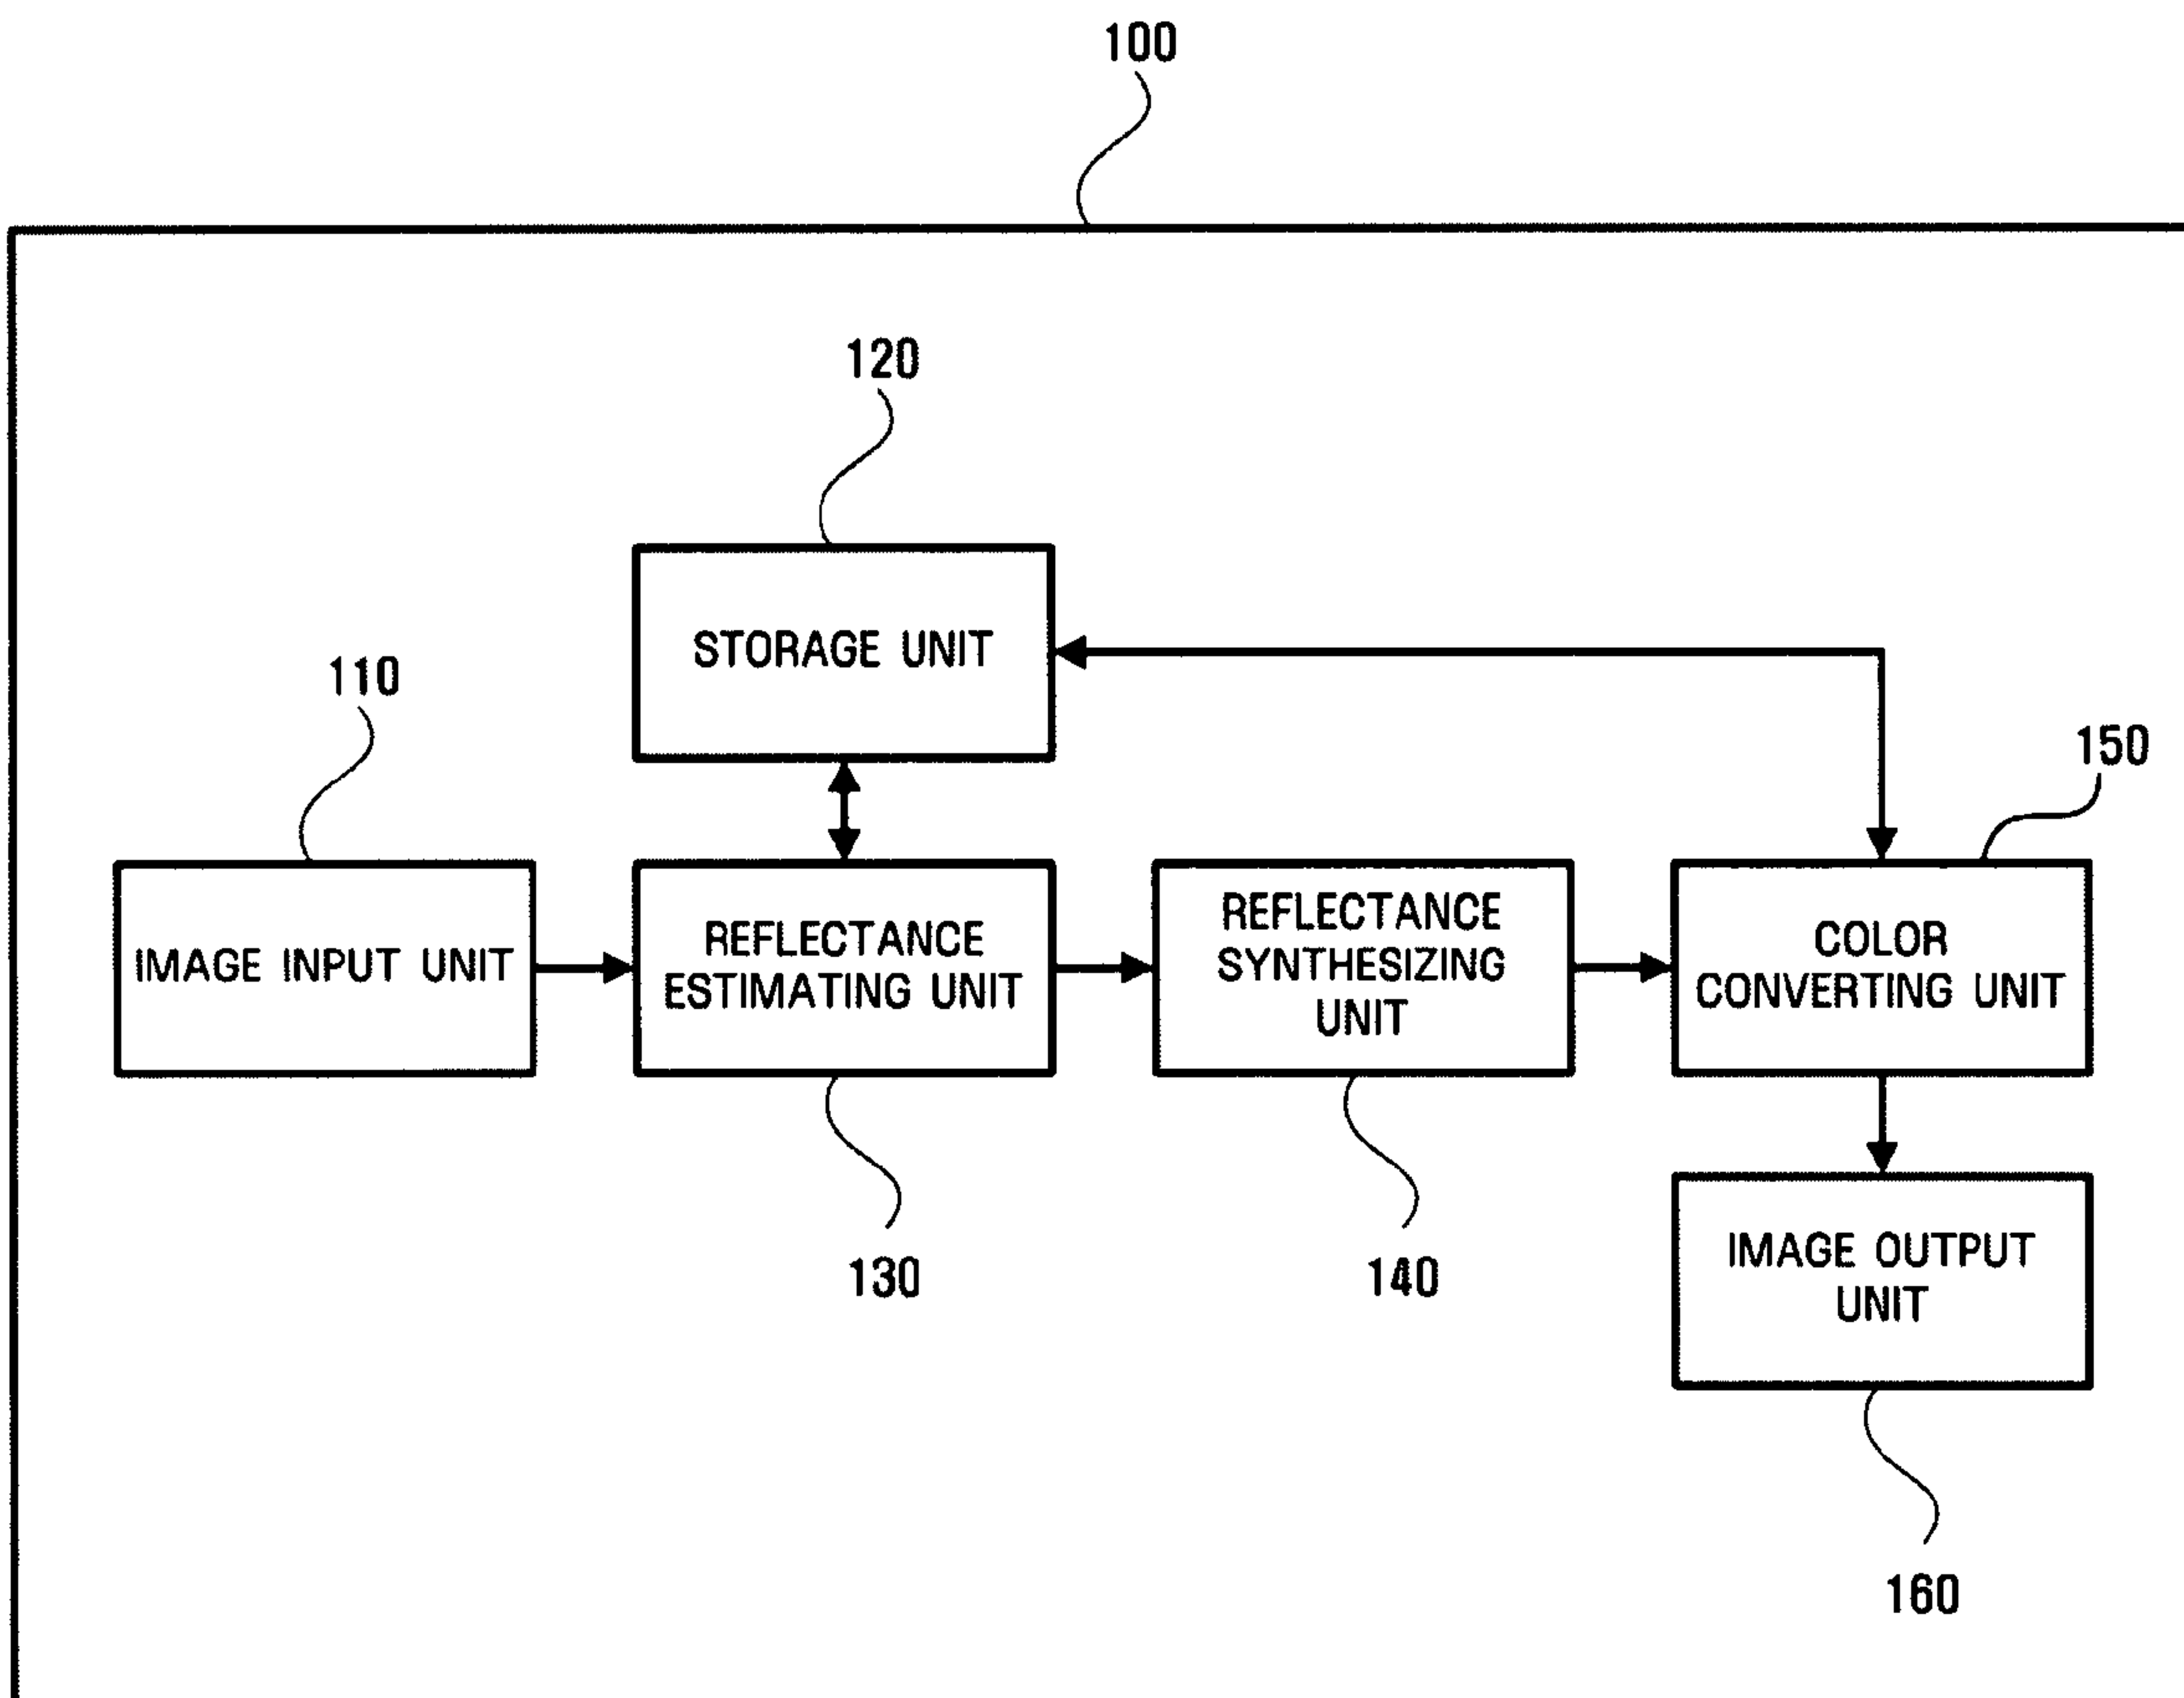 100
120
STORAGE UNIT
110
150
IMAGE INPUT UNIT
REFLECTANCE
ESTIMATING UNIT
REFLECTANCE
SYNTHESIZING
UNIT
COLOR
CONVERTING UNIT
130
140
IMAGE OUTPUT
UNIT
160